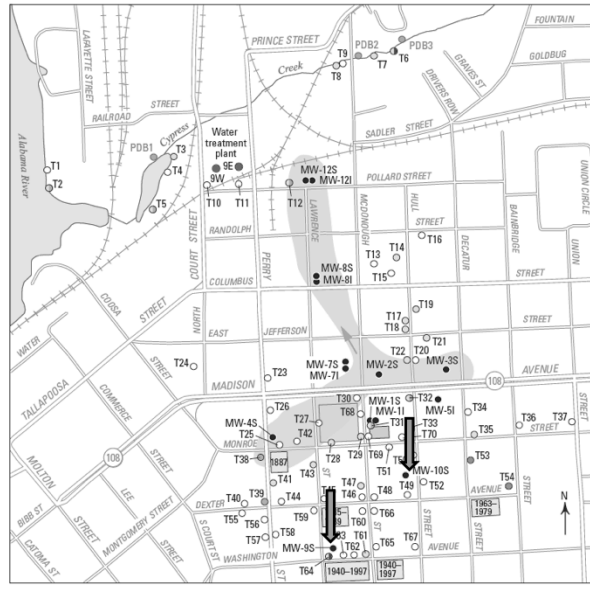 FOUNTAIN
PRINCE STREET
GOLDBUG
LAFAYETTE STREET
PDB2
PDB3
T9
T8
T7
T6
GRAVES ST
DRIVERS ROW
Creek
RAILROAD
STREET
SADLER STREET
Cypress
Alabama River
Water
treatment
plant
PDB1
T3
T4
T1
T2
T5
9E
9W
T10
T11
T12
MW-12S
MW-12I
POLLARD STREET
UNION CIRCLE
COURT STREET
RANDOLPH
STREET
PERRY
LAWRENCE
MCDONOUGH
HULL
DECATUR
BAINBRIDGE
UNION
T13
T14
T15
T16
MW-8S
MW-8I
COLUMBUS
STREET
COOSA
STREET
NORTH
EAST
JEFFERSON
STREET
T17
T18
T19
T20
T21
T22
WATER
TALLAPOOSA
STREET
COMMERCE
STREET
T24
T23
MW-7S
MW-7I
MW-2S
MW-3S
MADISON
AVENUE
108
T26
T27
T30
T68
MW-1S
MW-1I
T31
T32
T33
MW-5I
T34
T36
T37
MW-4S
T25
MONROE
T42
T28
T29
T69
T70
T35
STREET
T38
1887
T43
T51
MW-10S
T53
T54
MOLTON
108
T41
T47
T46
T48
T49
T52
BIBB ST
LEE
MONTGOMERY STREET
DEXTER
T40
T39
T44
AVENUE
1963–
1979
N
T55
T56
T57
T58
T59
T60
T66
CATOMA ST
STREET
S COURT ST
ST
WASHINGTON
MW-9S
T62
T61
T65
T67
AVENUE
T64
1940–1997
1940–
1997
STREET